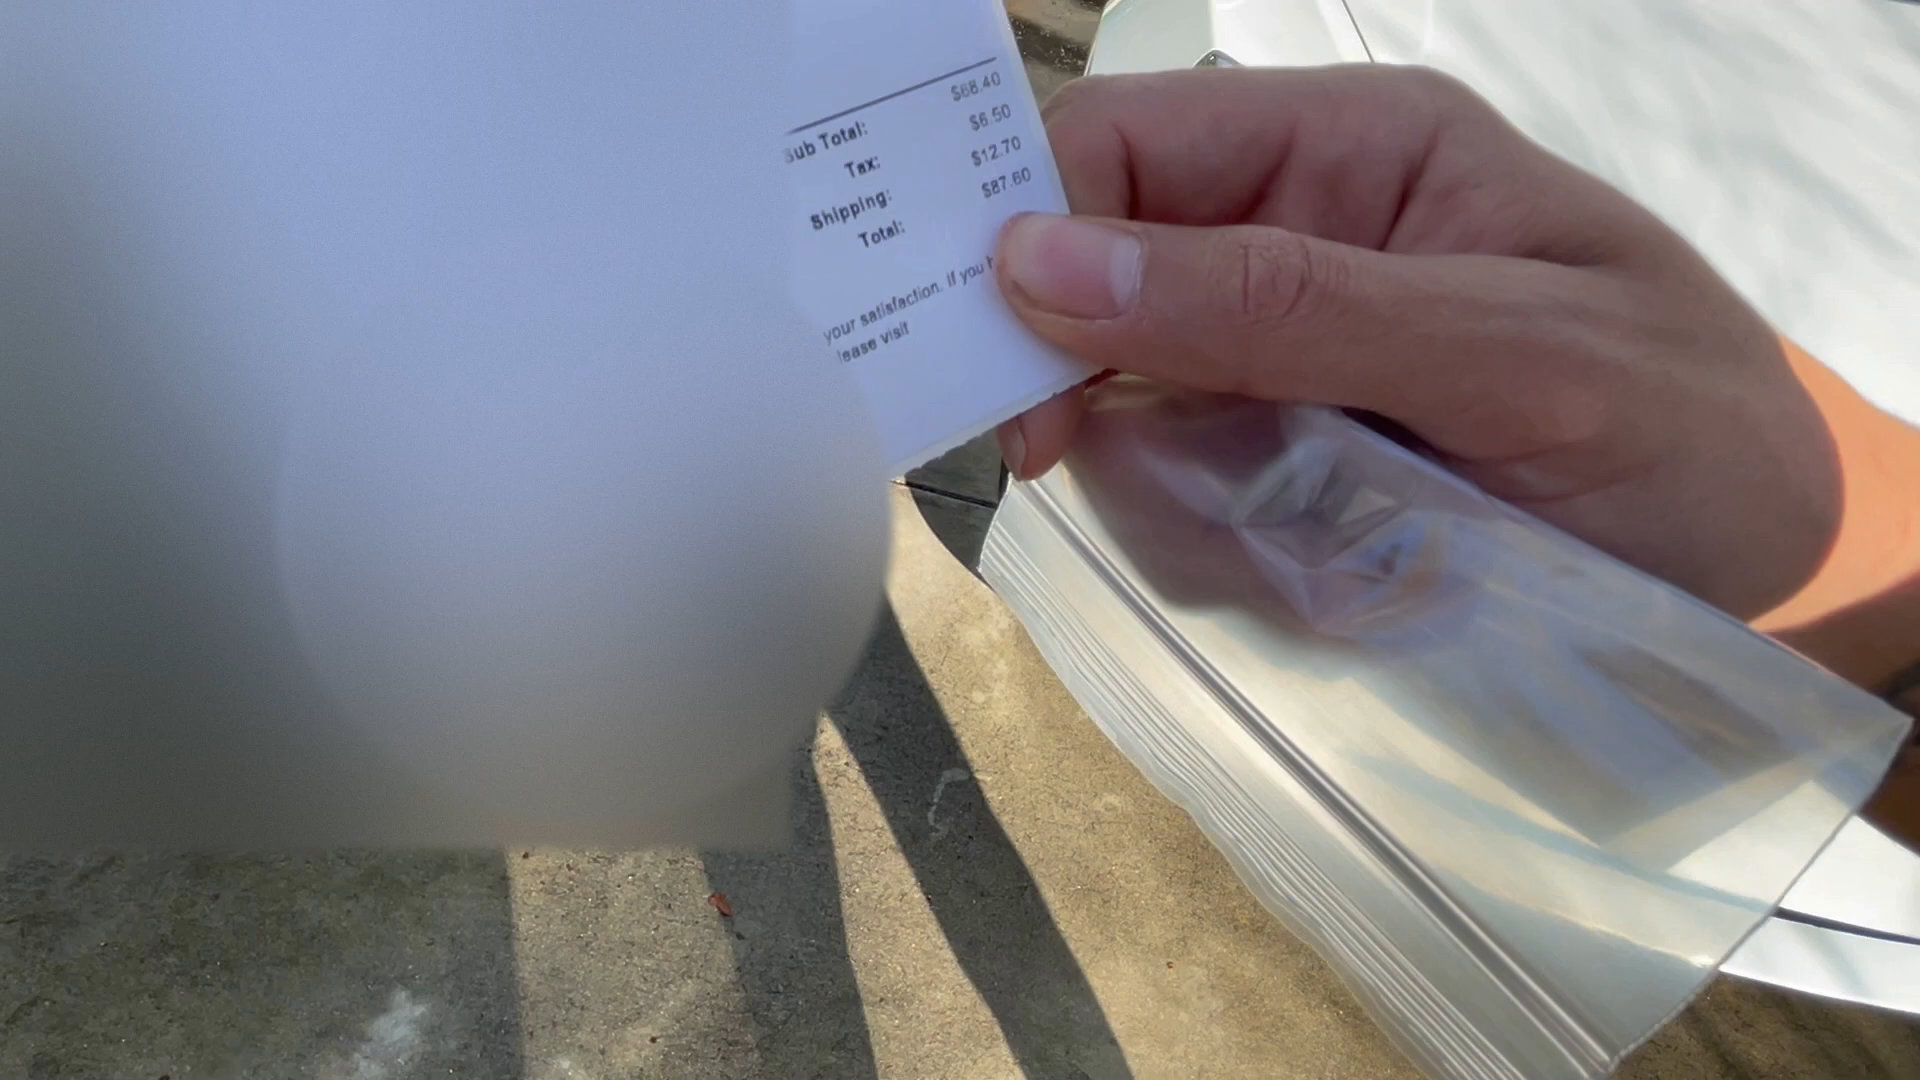 Sub Total: $68.40
Tax: $6.50
Shipping: $12.70
Total: $87.60
your satisfaction. If you h
lease visit